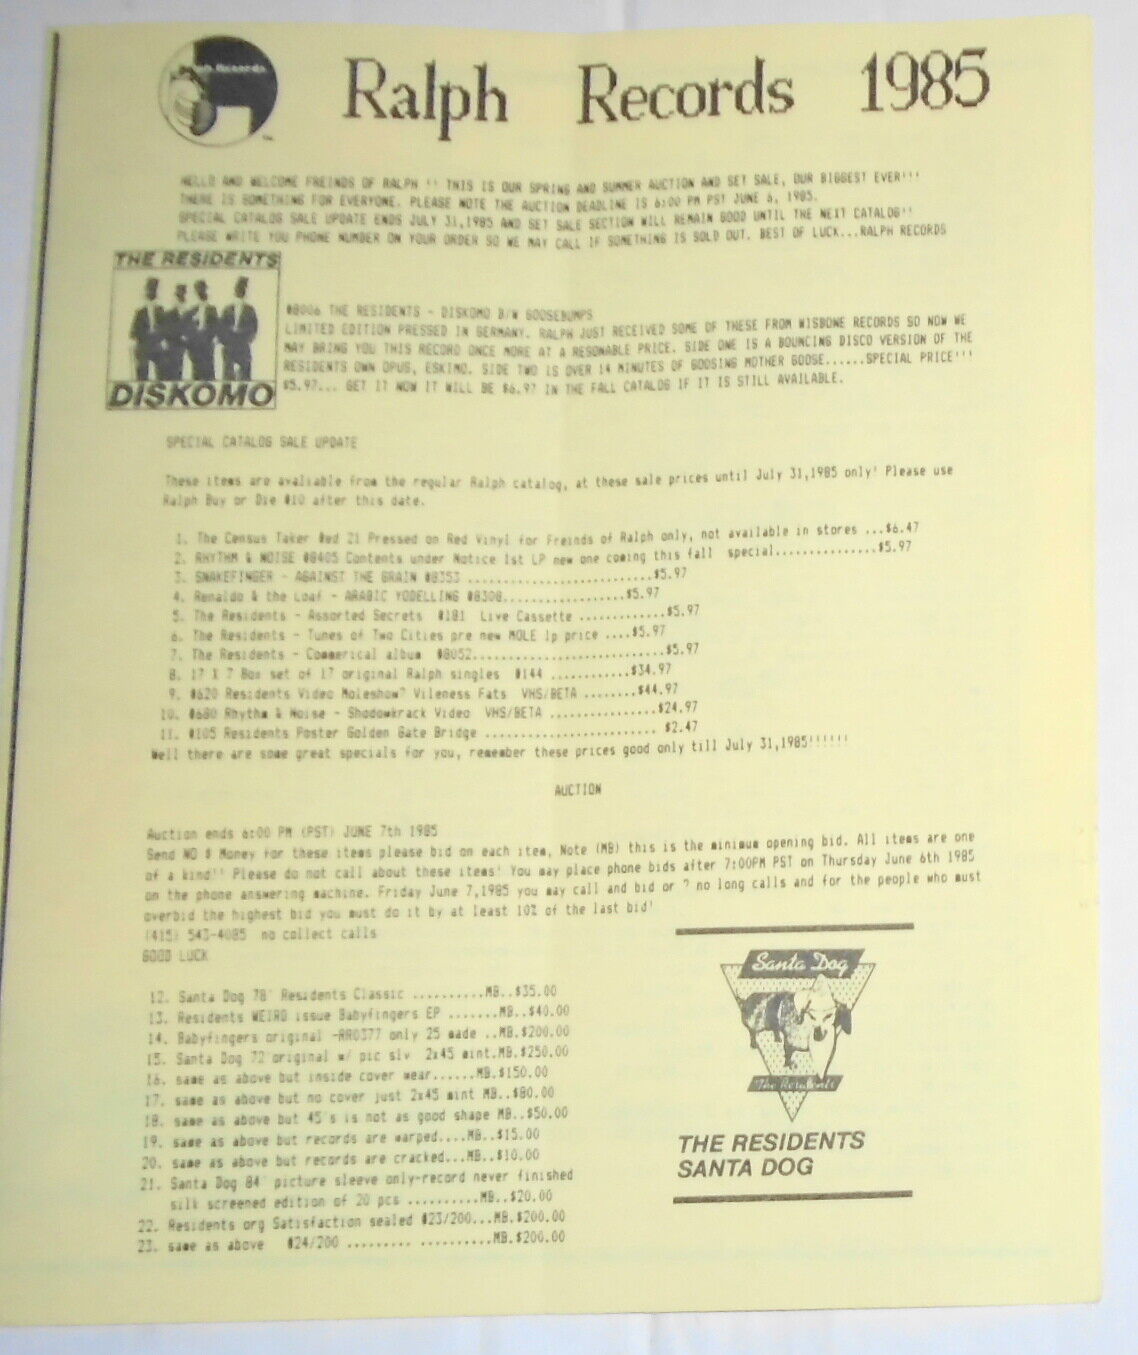 Ralph Records 1985
Records
HELLO AND WELCOME FREINDS OF RALPH !! THIS IS OUR SPRING AND SUMMER AUCTION AND SET SALE, OUR BIGGEST EVER!!!
THERE IS SOMETHING FOR EVERYONE. PLEASE NOTE THE AUCTION DEADLINE IS 6:00 PM PST JUNE 6, 1985.
SPECIAL CATALOG SALE UPDATE ENDS JULY 31,1985 AND SET SALE SECTION WILL REMAIN GOOD UNTIL THE NEXT CATALOG!!
PLEASE WRITE YOU PHONE NUMBER ON YOUR ORDER SO WE MAY CALL IF SOMETHING IS SOLD OUT. BEST OF LUCK...RALPH RECORDS
THE RESIDENTS
DISKOMO
#8006 THE RESIDENTS - DISKOMO B/W GOOSEBUMPS
LIMITED EDITION PRESSED IN GERMANY. RALPH JUST RECEIVED SOME OF THESE FROM WISBONE RECORDS SO NOW WE
MAY BRING YOU THIS RECORD ONCE MORE AT A RESONABLE PRICE. SIDE ONE IS A BOUNCING DISCO VERSION OF THE
RESIDENTS OWN OPUS, ESKIMO. SIDE TWO IS OVER 14 MINUTES OF GOOSING MOTHER GOOSE......SPECIAL PRICE!!!
$5.97... GET IT NOW IT WILL BE $6.97 IN THE FALL CATALOG IF IT IS STILL AVAILABLE.
SPECIAL CATALOG SALE UPDATE
These items are avaliable from the regular Ralph catalog, at these sale prices until July 31,1985 only! Please use
Ralph Buy or Die #10 after this date.
1. The Census Taker #ed 21 Pressed on Red Vinyl for Freinds of Ralph only, not available in stores ...$6.47
2. RHYTHM & NOISE #8405 Contents under Notice 1st LP new one coming this fall special...............$5.97
3. SNAKEFINGER - AGAINST THE GRAIN #8353 ...........................$5.97
4. Renaldo & the Loaf - ARABIC YODELLING #8308..................$5.97
5. The Residents - Assorted Secrets #181 Live Cassette .............$5.97
6. The Residents - Tunes of Two Cities pre new MOLE lp price ....$5.97
7. The Residents - Commerical album #8052............................$5.97
8. 17 X 7 Box set of 17 original Ralph singles #144 ............$34.97
9. #620 Residents Video Moleshow? Vileness Fats VHS/BETA ........$44.97
10. #680 Rhythm & Noise - Shadowkrack Video VHS/BETA ................$24.97
11. #105 Residents Poster Golden Gate Bridge ......................... $2.47
Well there are some great specials for you, remember these prices good only till July 31,1985!!!!!!
AUCTION
Auction ends 6:00 PM (PST) JUNE 7th 1985
Send NO $ Money for these items please bid on each item, Note (MB) this is the minimum opening bid. All items are one
of a kind!! Please do not call about these items! You may place phone bids after 7:00PM PST on Thursday June 6th 1985
on the phone answering machine. Friday June 7,1985 you may call and bid or ? no long calls and for the people who must
overbid the highest bid you must do it by at least 10% of the last bid!
(415) 543-4085 no collect calls
GOOD LUCK
12. Santa Dog 78' Residents Classic ..........MB..$35.00
13. Residents WEIRD issue Babyfingers EP .......MB..$40.00
14. Babyfingers original -RR0377 only 25 made ..MB.$200.00
15. Santa Dog 72 original w/ pic slv 2x45 mint.MB.$250.00
16. same as above but inside cover wear......MB.$150.00
17. same as above but no cover just 2x45 mint MB..$80.00
18. same as above but 45's is not as good shape MB..$50.00
19. same as above but records are warped....MB..$15.00
20. same as above but records are cracked...MB..$10.00
21. Santa Dog 84' picture sleeve only-record never finished
silk screened edition of 20 pcs ..........MB..$20.00
22. Residents org Satisfaction sealed #23/200...MB.$200.00
23. same as above #24/200 ......... ..........MB.$200.00
Santa Dog
The Residents
THE RESIDENTS
SANTA DOG